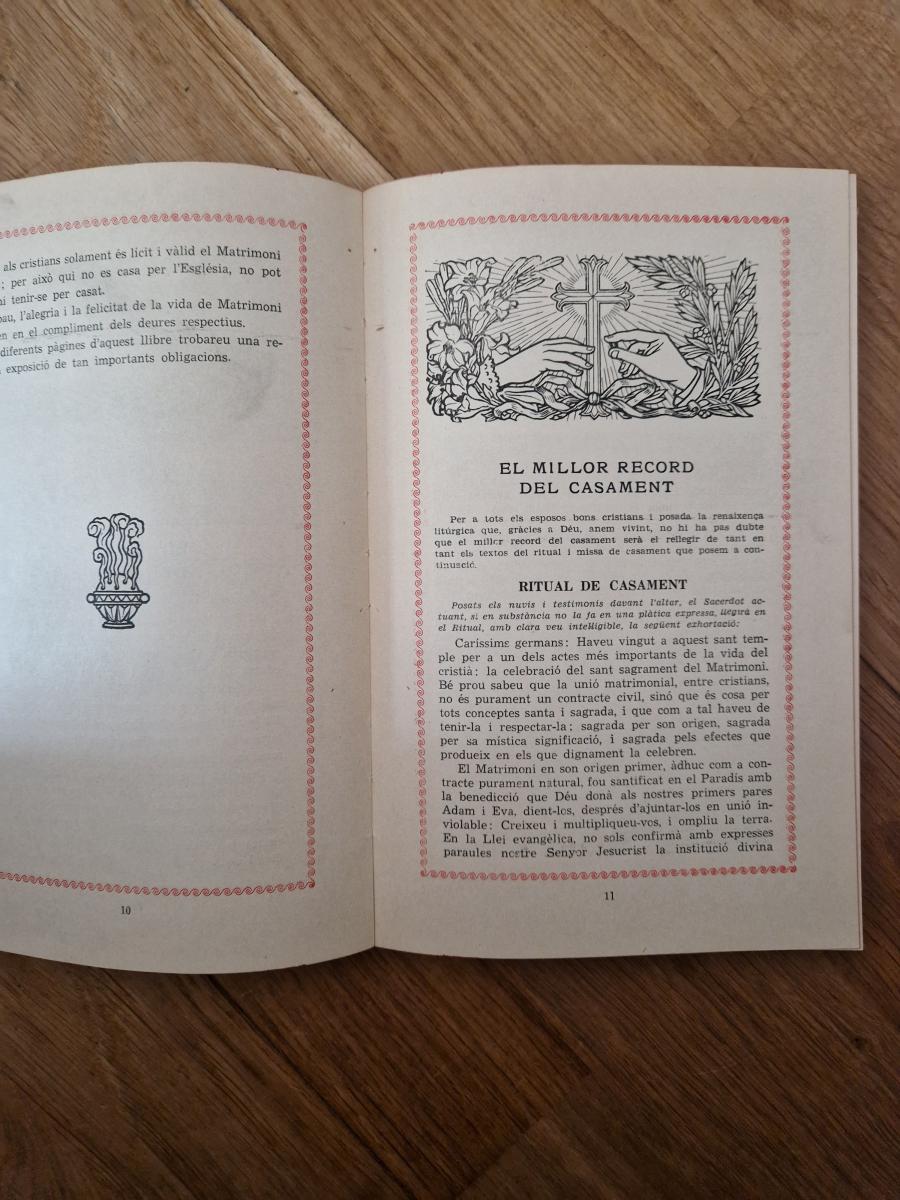 als cristians solament és lícit i vàlid el Matrimoni
; per això qui no es casa per l'Església, no pot
ni tenir-se per casat.
pau, l'alegria i la felicitat de la vida de Matrimoni
en en el compliment dels deures respectius.
diferents pàgines d'aquest llibre trobareu una re-
exposició de tan importants obligacions.
10
EL MILLOR RECORD
DEL CASAMENT
Per a tots els esposos bons cristians i posada la renaixença
litúrgica que, gràcies a Déu, anem vivint, no hi ha pas dubte
que el millor record del casament serà el rellegir de tant en
tant els textos del ritual i missa de casament que posem a con-
tinuació.
RITUAL DE CASAMENT
Posats els nuvis i testimonis davant l'altar, el Sacerdot ac-
tuant, si en substància no la fa en una plàtica expressa, llegirà en
el Ritual, amb clara veu intel·ligible, la següent exhortació:
Caríssims germans: Haveu vingut a aquest sant tem-
ple per a un dels actes més importants de la vida del
cristià: la celebració del sant sagrament del Matrimoni.
Bé prou sabeu que la unió matrimonial, entre cristians,
no és purament un contracte civil, sinó que és cosa per
tots conceptes santa i sagrada, i que com a tal haveu de
tenir-la i respectar-la: sagrada per son origen, sagrada
per sa mística significació, i sagrada pels efectes que
produeix en els que dignament la celebren.
El Matrimoni en son origen primer, àdhuc com a con-
tracte purament natural, fou santificat en el Paradís amb
la benedicció que Déu donà als nostres primers pares
Adam i Eva, dient-los, després d'ajuntar-los en unió in-
violable: Creixeu i multipliqueu-vos, i ompliu la terra.
En la Llei evangèlica, no sols confirmà amb expresses
paraules nostre Senyor Jesucrist la institució divina
11